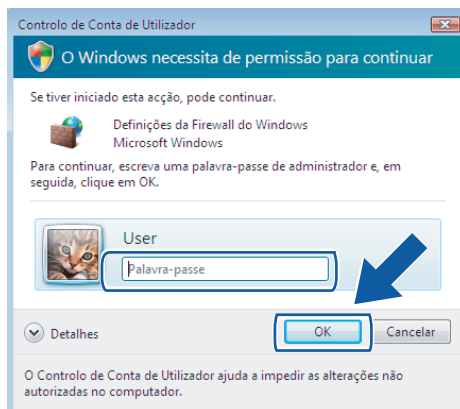 Controlo de Conta de Utilizador
O Windows necessita de permissão para continuar
Se tiver iniciado esta acção, pode continuar.
Definições da Firewall do Windows
Microsoft Windows
Para continuar, escreva uma palavra-passe de administrador e, em
seguida, clique em OK.
User
Palavra-passe
OK
Cancelar
Detalhes
O Controlo de Conta de Utilizador ajuda a impedir as alterações não
autorizadas no computador.